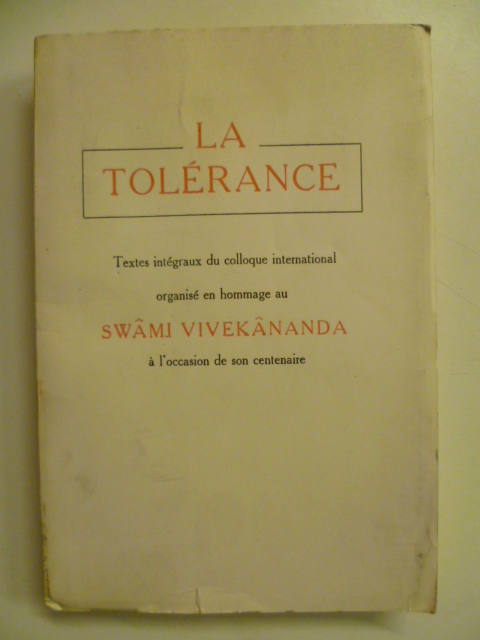 LA
TOLÉRANCE
Textes intégraux du colloque international
organisé en hommage au
SWÂMI VIVEKÂNANDA
à l'occasion de son centenaire